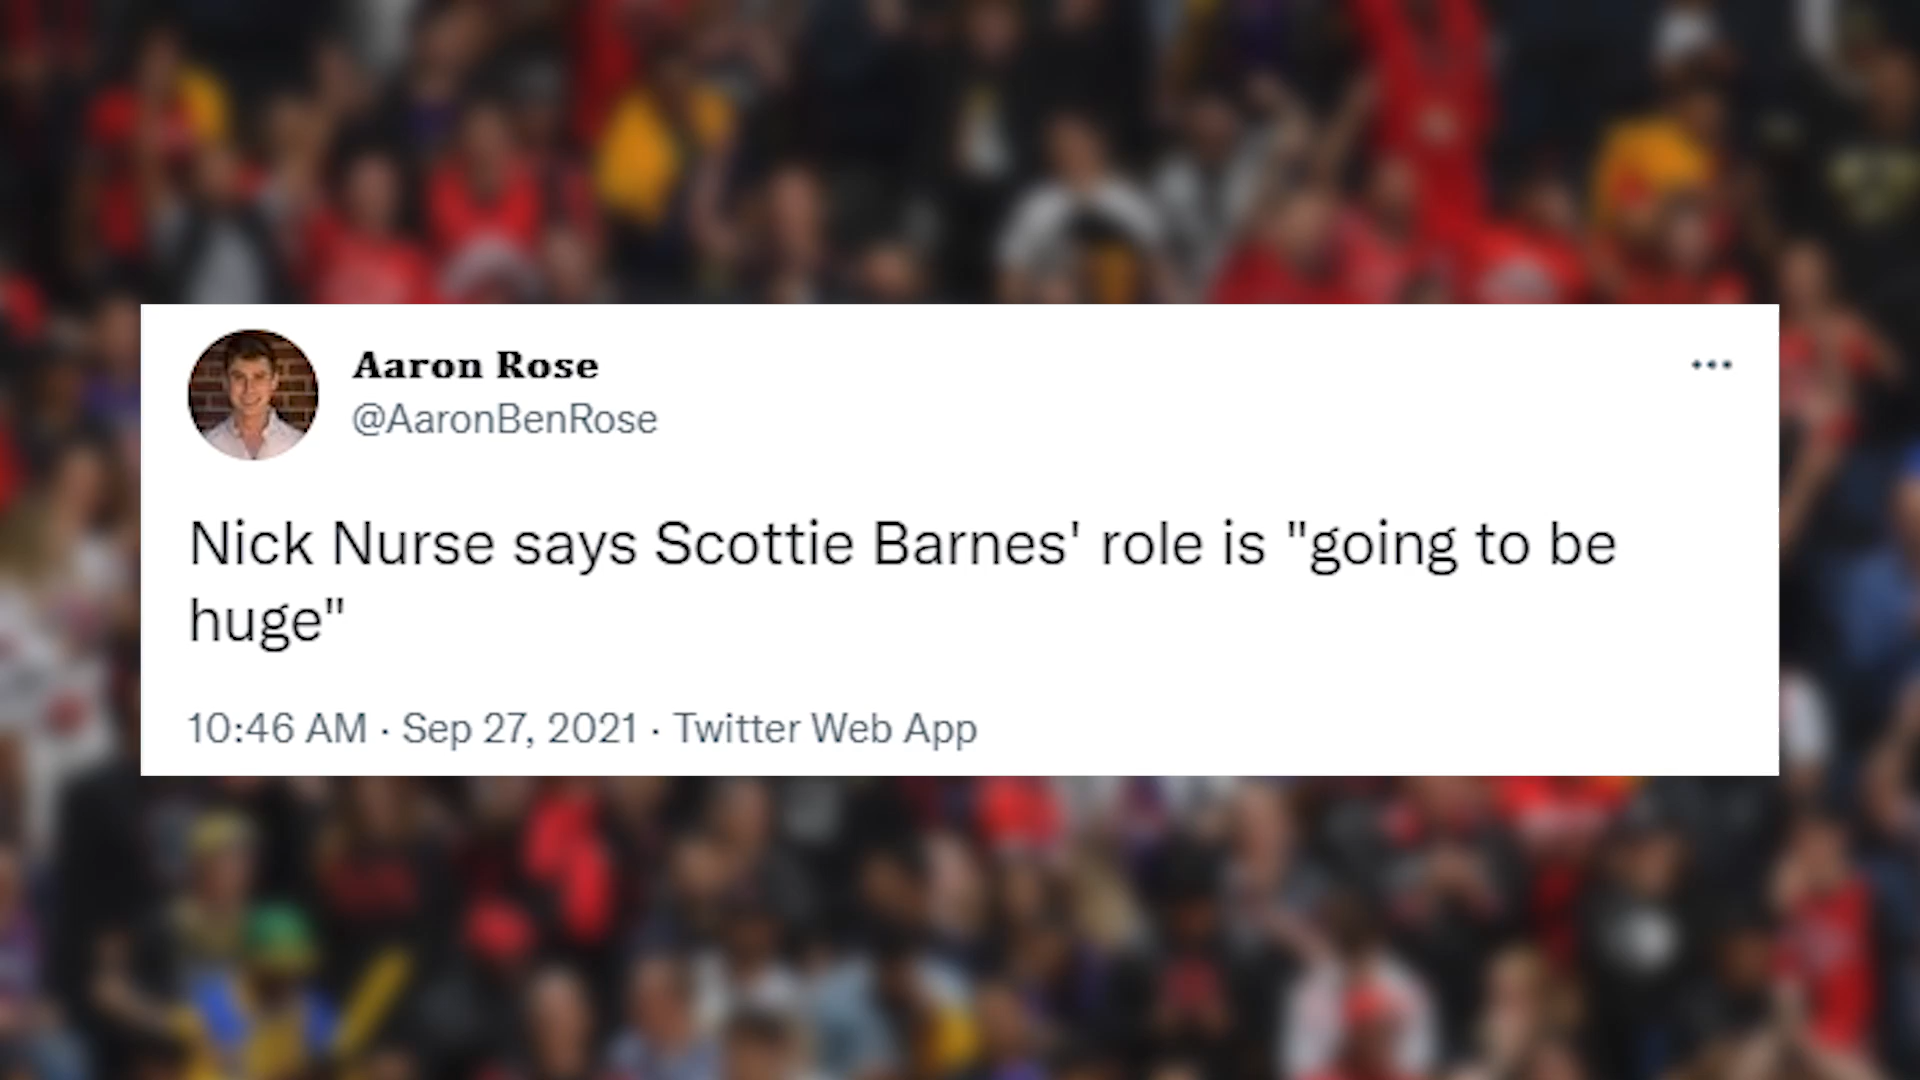 Aaron Rose
@AaronBenRose
Nick Nurse says Scottie Barnes' role is "going to be
huge"
10:46 AM · Sep 27, 2021 · Twitter Web App